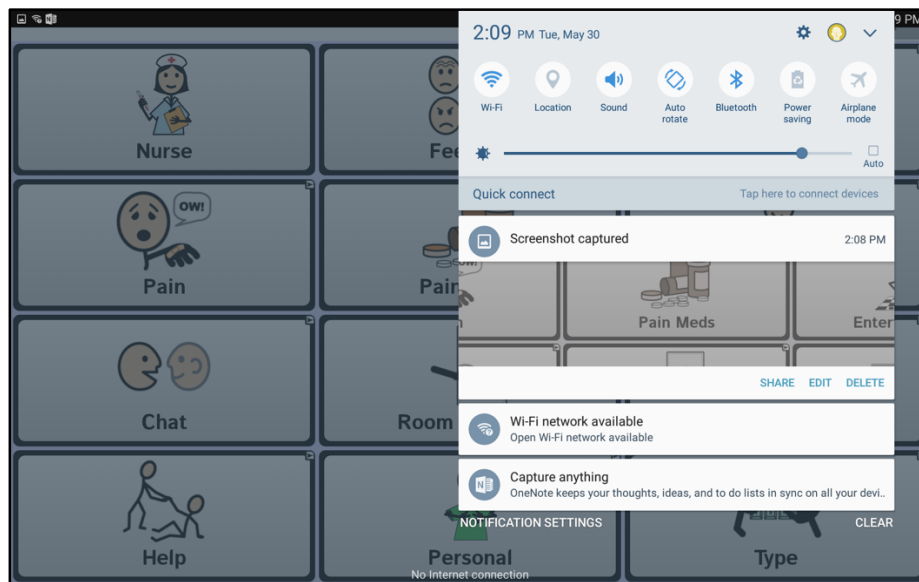 9 PM
2:09 PM Tue, May 30
Wi-Fi Location Sound Auto rotate Bluetooth Power saving Airplane mode
Auto
Quick connect Tap here to connect devices
Screenshot captured 2:08 PM
Pain Meds Enter
SHARE EDIT DELETE
Wi-Fi network available
Open Wi-Fi network available
Capture anything
OneNote keeps your thoughts, ideas, and to do lists in sync on all your devi..
NOTIFICATION SETTINGS CLEAR
Nurse Fee
OW!
Pain Pain
Chat Room
Help Personal Type
No Internet connection